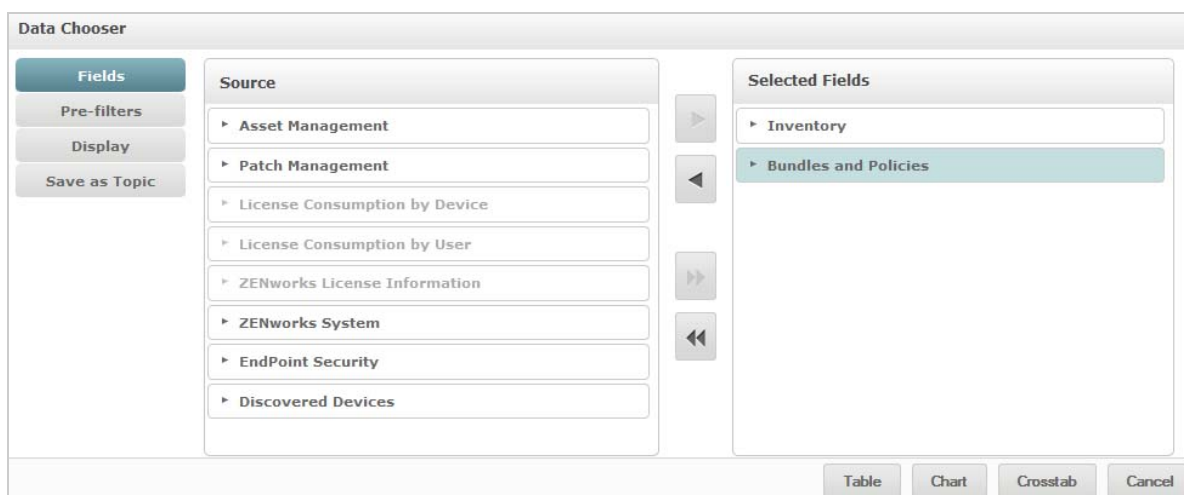 Data Chooser
Fields
Pre-filters
Display
Save as Topic
Source
Asset Management
Patch Management
License Consumption by Device
License Consumption by User
ZENworks License Information
ZENworks System
EndPoint Security
Discovered Devices
Selected Fields
Inventory
Bundles and Policies
Table
Chart
Crosstab
Cancel